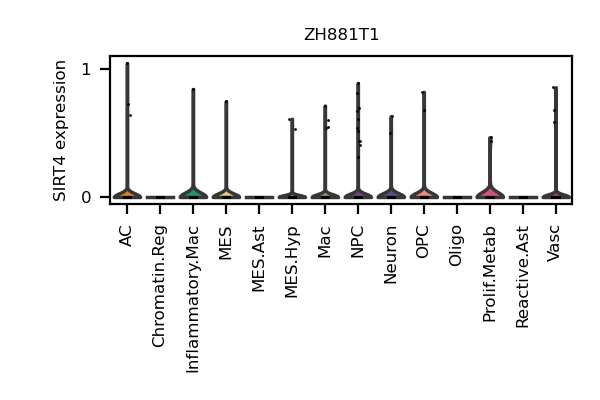 ZH881T1
SIRT4 expression
1
0
AC
Chromatin.Reg
Inflammatory.Mac
MES
MES.Ast
MES.Hyp
Mac
NPC
Neuron
OPC
Oligo
Prolif.Metab
Reactive.Ast
Vasc